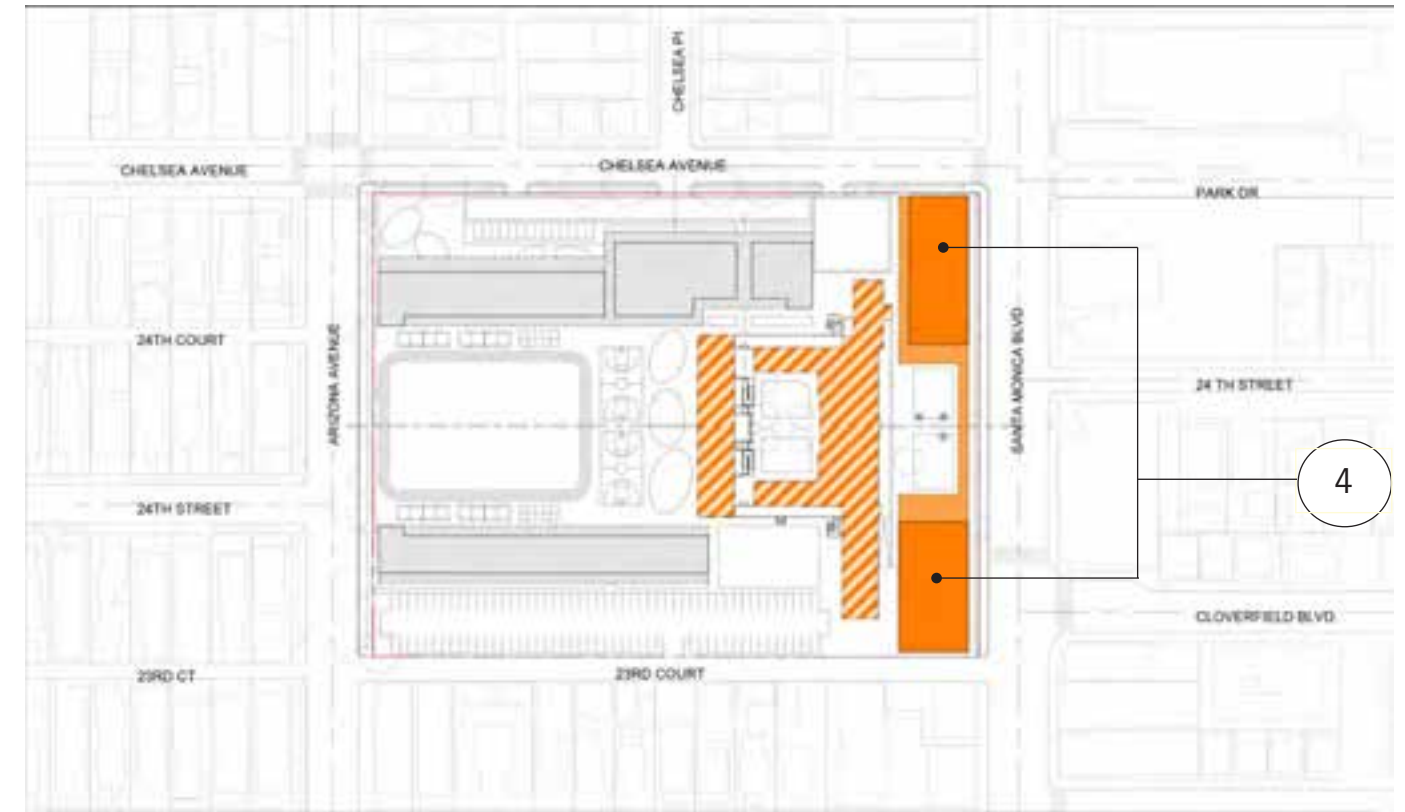 CHELSEA PL
CHELSEA AVENUE
CHELSEA AVENUE
PARK DR
24TH COURT
ARIZONA AVENUE
SANTA MONICA BLVD
24 TH STREET
4
24TH STREET
CLOVERFIELD BLVD.
23RD CT
23RD COURT